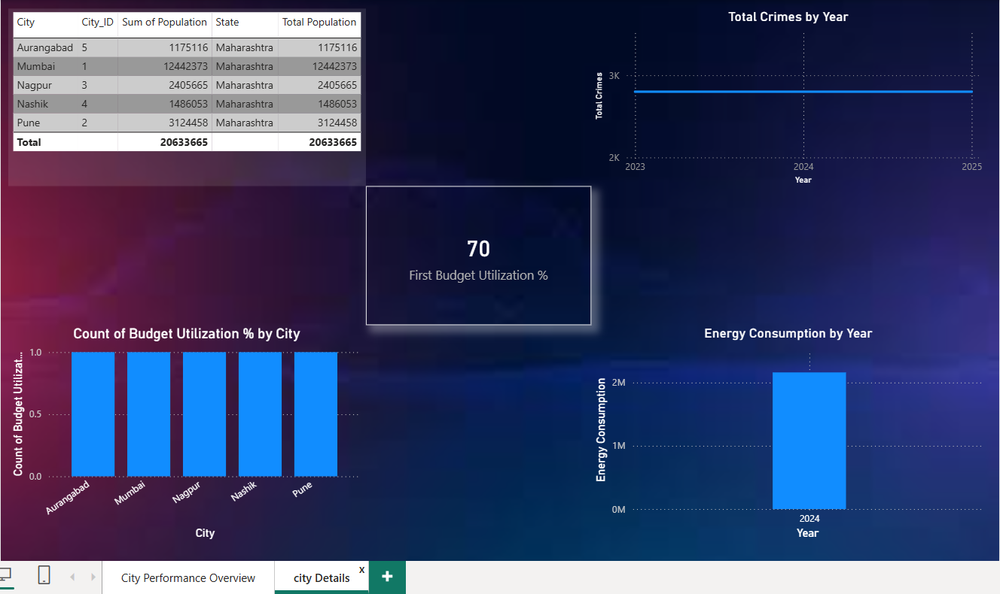 City City_ID Sum of Population State Total Population
Aurangabad 5 1175116 Maharashtra 1175116
Mumbai 1 12442373 Maharashtra 12442373
Nagpur 3 2405665 Maharashtra 2405665
Nashik 4 1486053 Maharashtra 1486053
Pune 2 3124458 Maharashtra 3124458
Total 20633665 20633665
Total Crimes by Year
Total Crimes
3K
2K
2023 2024 2025
Year
70
First Budget Utilization %
Count of Budget Utilization % by City
Count of Budget Utilizat...
1.0
0.5
0.0
Aurangabad Mumbai Nagpur Nashik Pune
City
Energy Consumption by Year
Energy Consumption
2M
1M
0M
2024
Year
City Performance Overview city Details x +